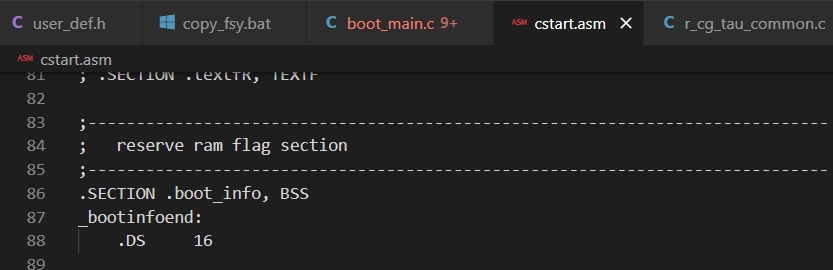 C user_def.h copy_fsy.bat C boot_main.c 9+ ASM cstart.asm × C r_cg_tau_common.c
ASM cstart.asm
81 ; .SECTION .textfR, TEXTF
82
83 ;-----------------------------------------------------------------------------
84 ; reserve ram flag section
85 ;-----------------------------------------------------------------------------
86 .SECTION .boot_info, BSS
87 _bootinfoend:
88 .DS 16
89